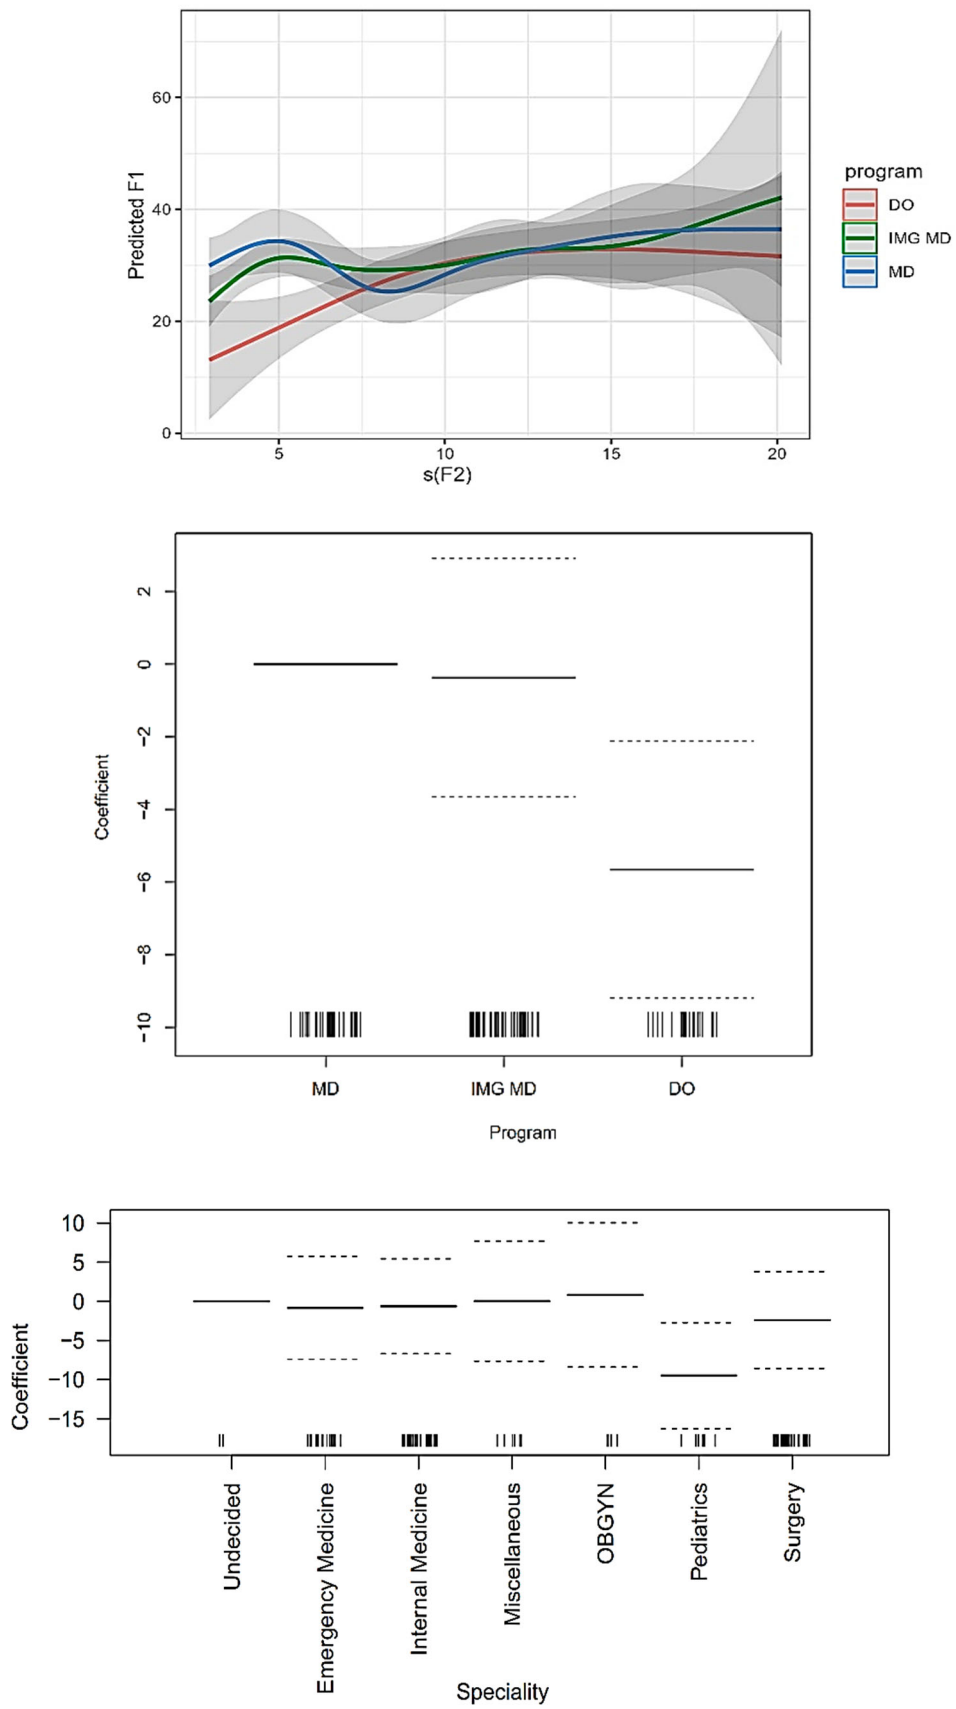 60
40
20
0
Predicted F1
5
10
15
20
s(F2)
program
DO
IMG MD
MD
2
0
−2
−4
−6
−8
−10
Coefficient
MD
IMG MD
DO
Program
10
5
0
−5
−10
−15
Coefficient
Undecided
Emergency Medicine
Internal Medicine
Miscellaneous
OBGYN
Pediatrics
Surgery
Speciality